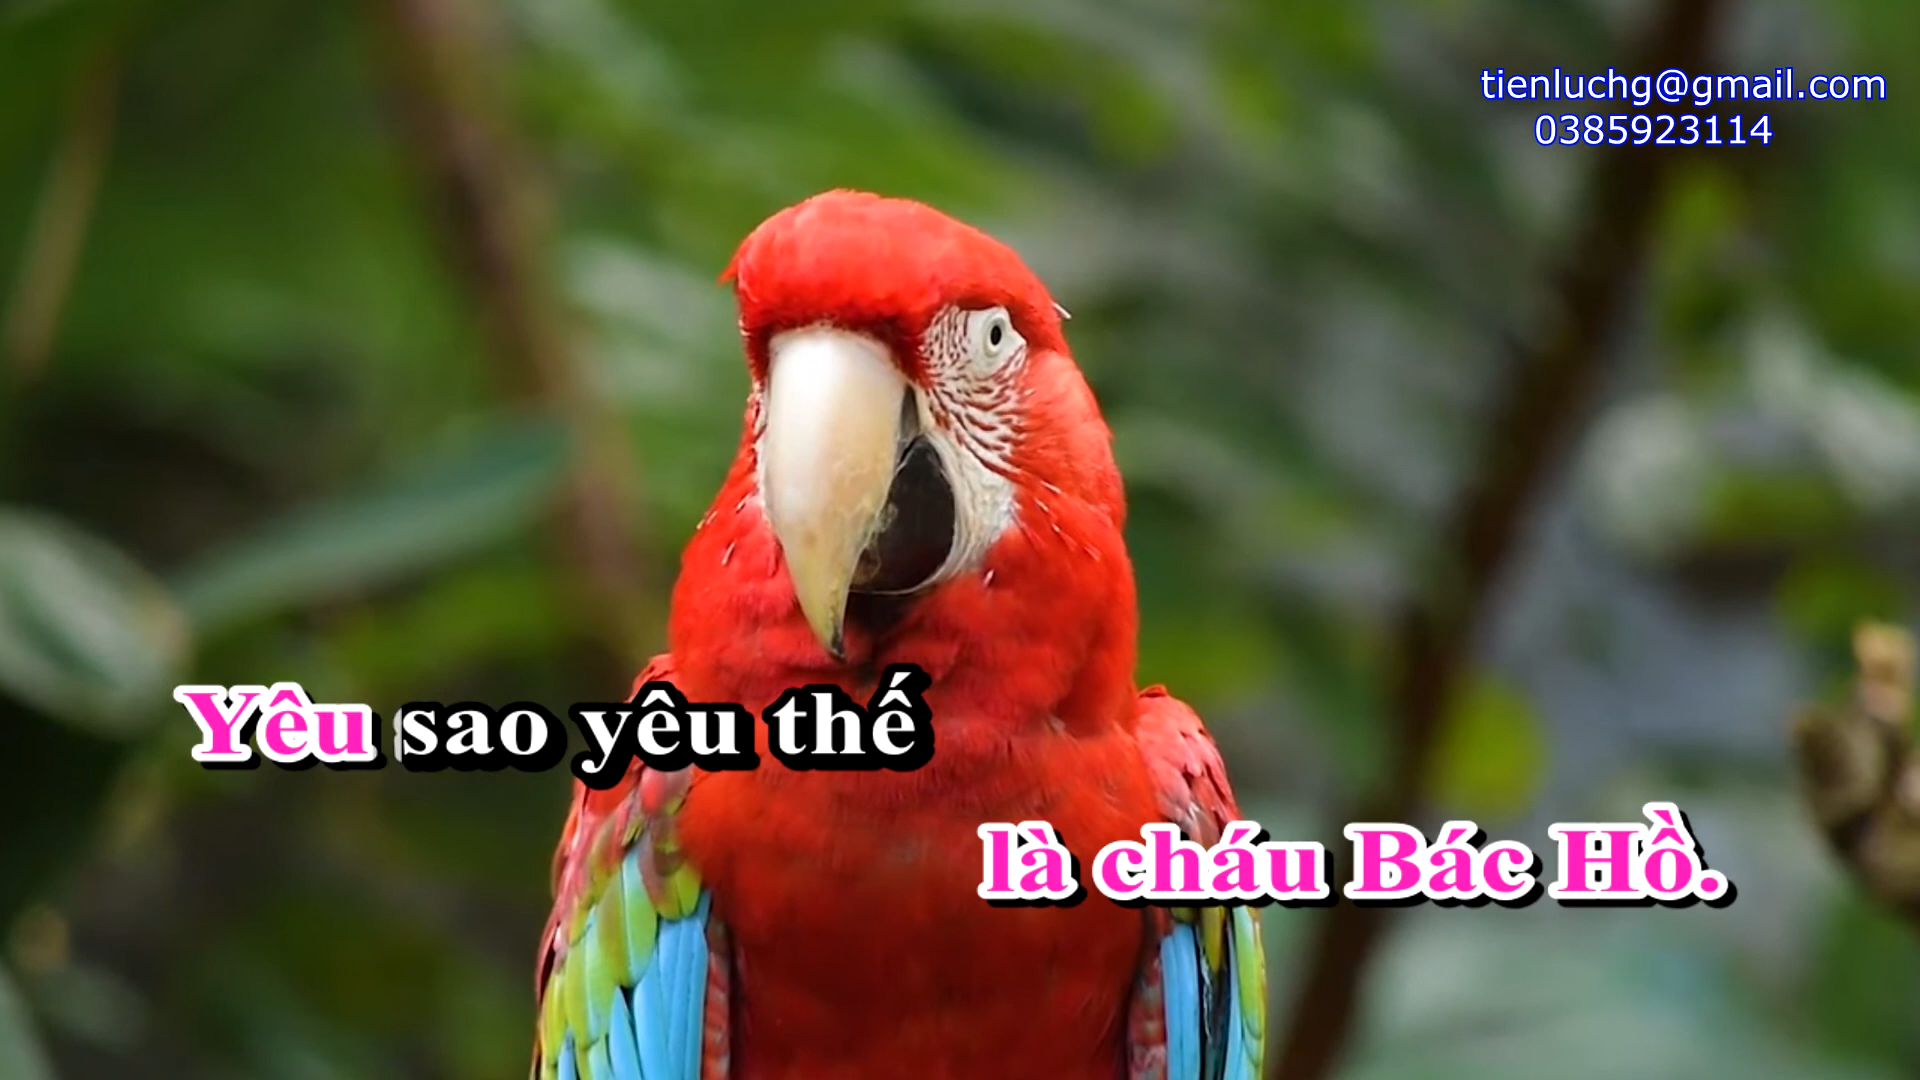 tienluchg@gmail.com
0385923114
Yêu sao yêu thế
là cháu Bác Hồ.